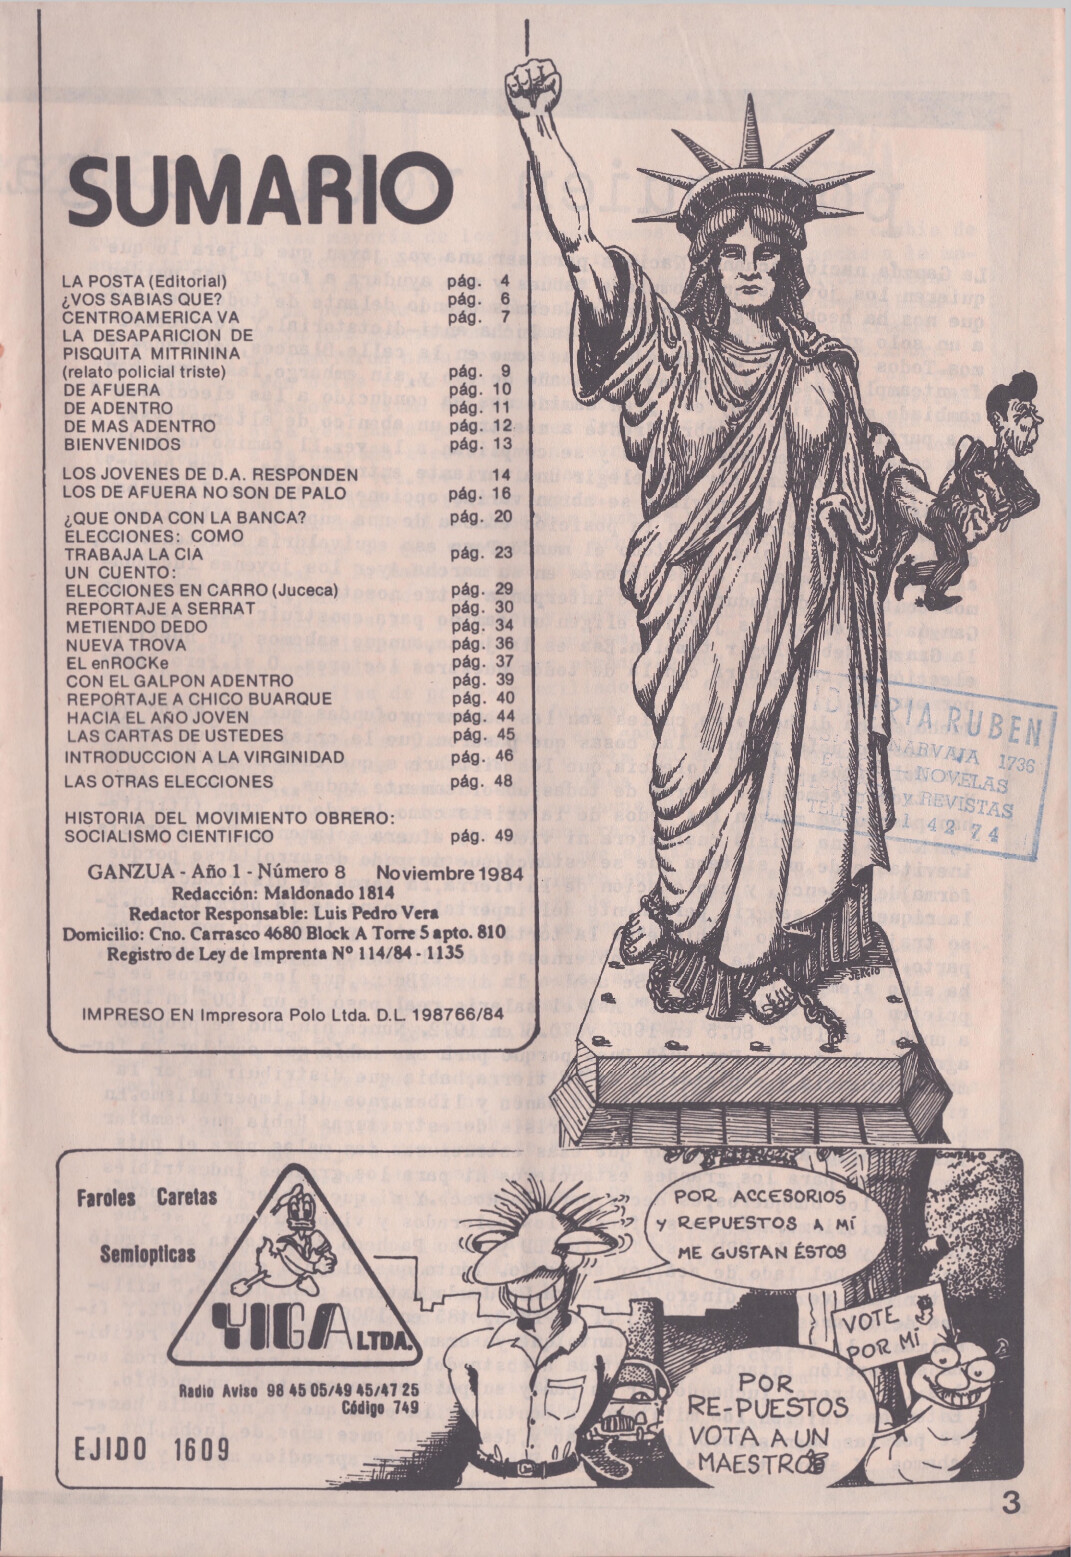 SUMARIO
LA POSTA (Editorial) pág. 4
¿VOS SABIAS QUE? pág. 6
CENTROAMERICA VA pág. 7
LA DESAPARICION DE
PISQUITA MITRININA
(relato policial triste) pág. 9
DE AFUERA pág. 10
DE ADENTRO pág. 11
DE MAS ADENTRO pág. 12
BIENVENIDOS pág. 13
LOS JOVENES DE D.A. RESPONDEN 14
LOS DE AFUERA NO SON DE PALO pág. 16
¿QUE ONDA CON LA BANCA? pág. 20
ELECCIONES: COMO
TRABAJA LA CIA pág. 23
UN CUENTO:
ELECCIONES EN CARRO (Juceca) pág. 29
REPORTAJE A SERRAT pág. 30
METIENDO DEDO pág. 34
NUEVA TROVA pág. 36
EL enROCKe pág. 37
CON EL GALPON ADENTRO pág. 39
REPORTAJE A CHICO BUARQUE pág. 40
HACIA EL AÑO JOVEN pág. 44
LAS CARTAS DE USTEDES pág. 45
INTRODUCCION A LA VIRGINIDAD pág. 46
LAS OTRAS ELECCIONES pág. 48
HISTORIA DEL MOVIMIENTO OBRERO:
SOCIALISMO CIENTIFICO pág. 49
GANZUA - Año 1 - Número 8 Noviembre 1984
Redacción: Maldonado 1814
Redactor Responsable: Luis Pedro Vera
Domicilio: Cno. Carrasco 4680 Block A Torre 5 apto. 810
Registro de Ley de Imprenta Nº 114/84 - 1135
IMPRESO EN Impresora Polo Ltda. D.L. 198766/84
SERGIO
RUBEN
NARVAJA 1736
NOVELAS
y REVISTAS
4 2 7 4
Faroles Caretas
Semiopticas
YIGA LTDA.
Radio Aviso 98 45 05/49 45/47 25
Código 749
EJIDO 1609
GONZALO
POR ACCESORIOS
Y REPUESTOS A MÍ
ME GUSTAN ÉSTOS
VOTE
POR MÍ
POR
RE-PUESTOS
VOTA A UN
MAESTRO
3